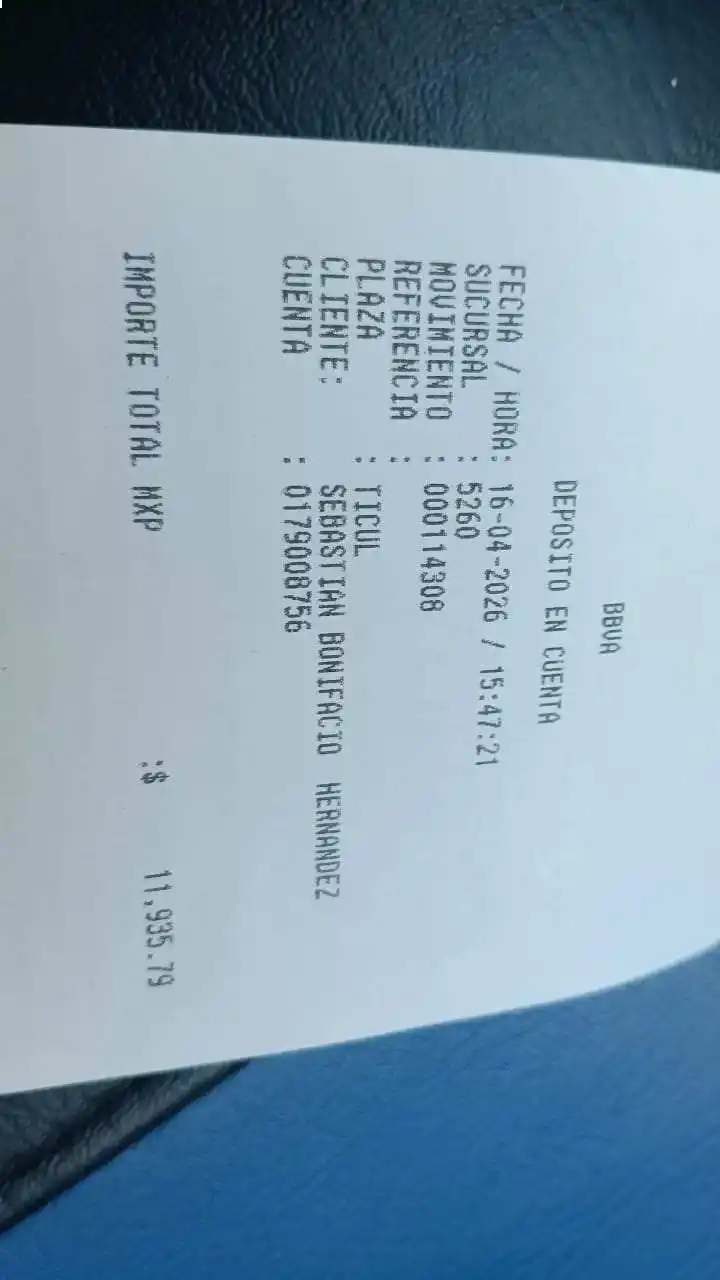 BBVA
DEPOSITO EN CUENTA
FECHA / HORA: 16-04-2026 / 15:47:21
SUCURSAL : 5260
MOVIMIENTO : 000114308
REFERENCIA :
PLAZA : TICUL
CLIENTE: SEBASTIAN BONIFACIO HERNANDEZ
CUENTA : 0179008756
IMPORTE TOTAL MXP :$ 11,935.79